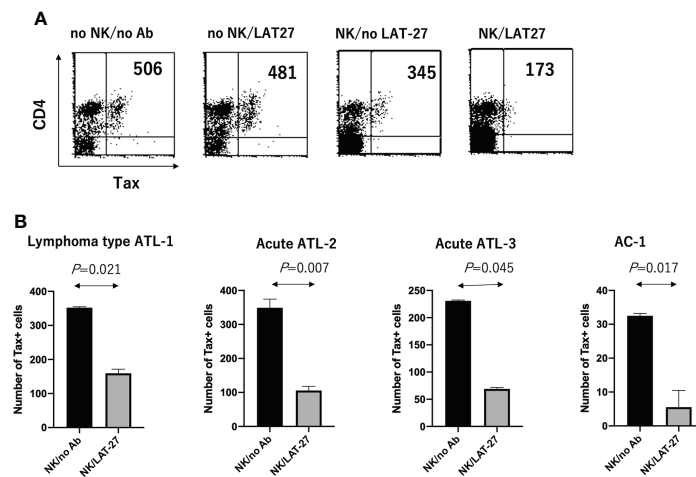 A
no NK/no Ab no NK/LAT27 NK/no LAT-27 NK/LAT27
506 481 345 173
CD4
Tax
B
Lymphoma type ATL-1 Acute ATL-2 Acute ATL-3 AC-1
P=0.021 P=0.007 P=0.045 P=0.017
Number of Tax+ cells
400
300
200
100
0
NK/no Ab
NK/LAT-27
Number of Tax+ cells
400
300
200
100
0
NK/no Ab
NK/LAT-27
Number of Tax+ cells
250
200
150
100
50
0
NK/no Ab
NK/LAT-27
Number of Tax+ cells
40
30
20
10
0
NK/no Ab
NK/LAT-27